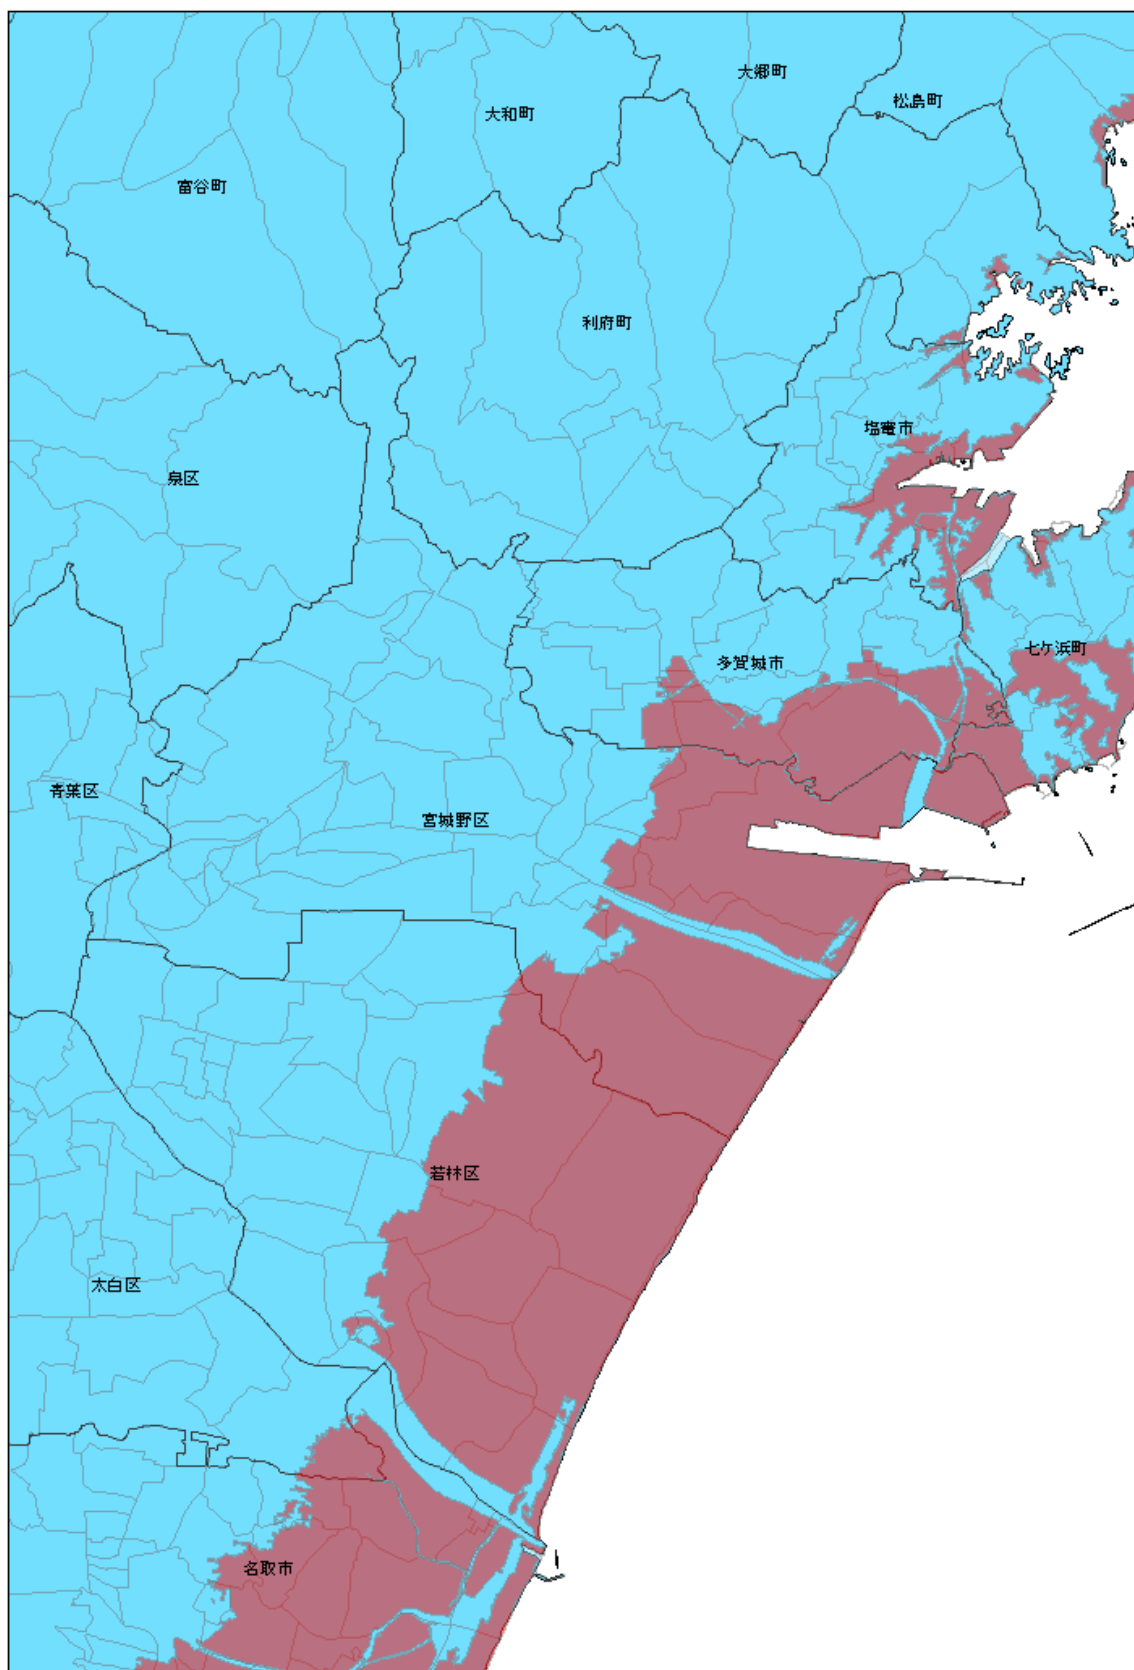 大郷町
松島町
大和町
富谷町
利府町
塩竈市
泉区
七ケ浜町
多賀城市
青葉区
宮城野区
若林区
太白区
名取市